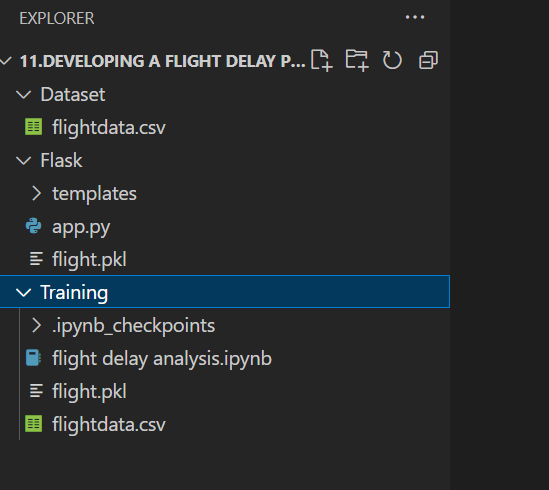 EXPLORER
11.DEVELOPING A FLIGHT DELAY P...
Dataset
flightdata.csv
Flask
templates
app.py
flight.pkl
Training
.ipynb_checkpoints
flight delay analysis.ipynb
flight.pkl
flightdata.csv